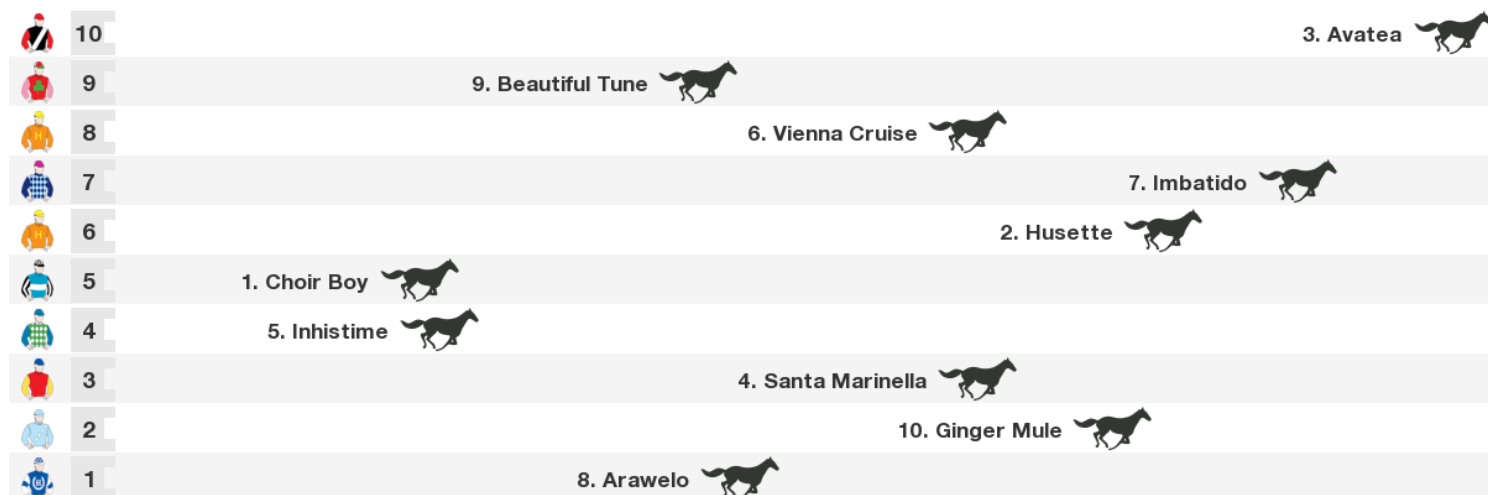 10 3. Avatea
9 9. Beautiful Tune
H 8 6. Vienna Cruise
7 7. Imbatido
H 6 2. Husette
5 1. Choir Boy
4 5. Inhistime
3 4. Santa Marinella
2 10. Ginger Mule
1 8. Arawelo